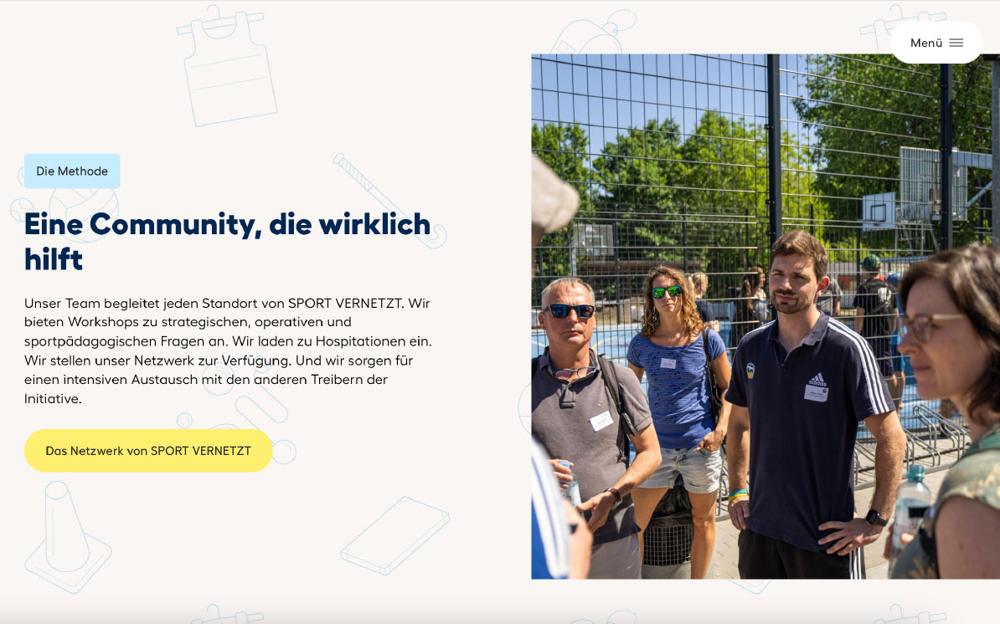 Menü
Die Methode
Eine Community, die wirklich
hilft
Unser Team begleitet jeden Standort von SPORT VERNETZT. Wir
bieten Workshops zu strategischen, operativen und
sportpädagogischen Fragen an. Wir laden zu Hospitationen ein.
Wir stellen unser Netzwerk zur Verfügung. Und wir sorgen für
einen intensiven Austausch mit den anderen Treibern der
Initiative.
Das Netzwerk von SPORT VERNETZT
adidas